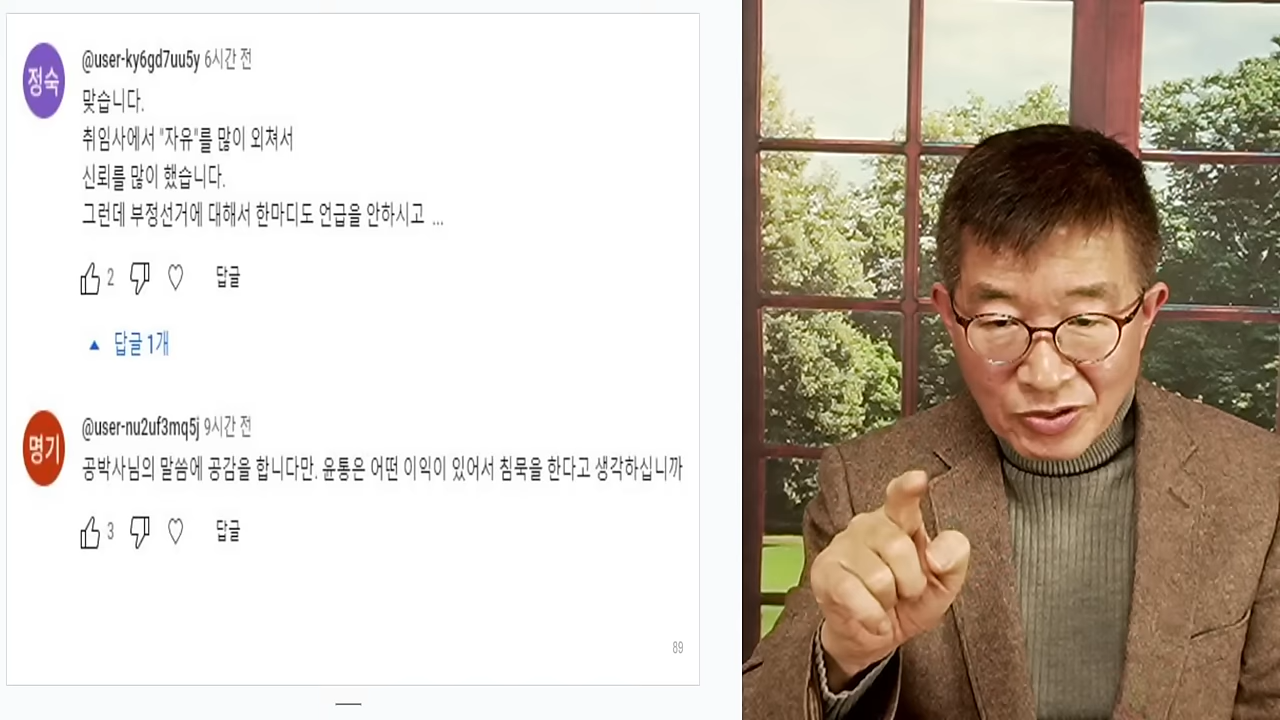 정숙
@user-ky6gd7uu5y 6시간 전
맞습니다.
취임사에서 "자유"를 많이 외쳐서
신뢰를 많이 했습니다.
그런데 부정선거에 대해서 한마디도 언급을 안하시고 ...
2
답글
답글 1개
명기
@user-nu2uf3mq5j 9시간 전
공박사님의 말씀에 공감을 합니다만. 윤통은 어떤 이익이 있어서 침묵을 한다고 생각하십니까
3
답글
89